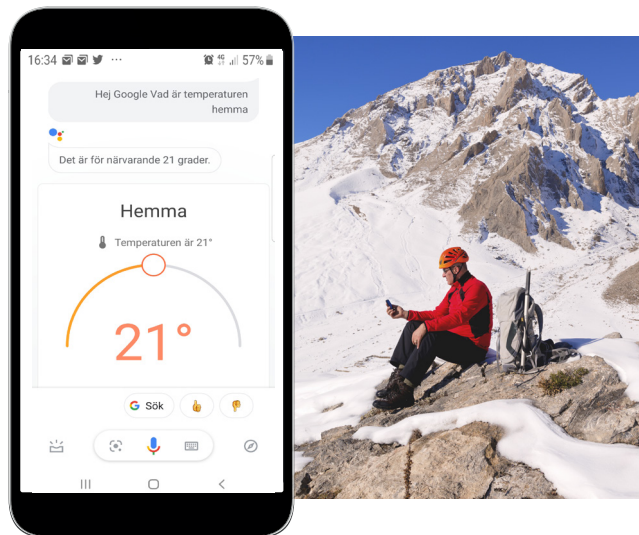 16:34 ... 4G 57%
Hej Google Vad är temperaturen
hemma
Det är för närvarande 21 grader.
Hemma
Temperaturen är 21°
21°
G Sök